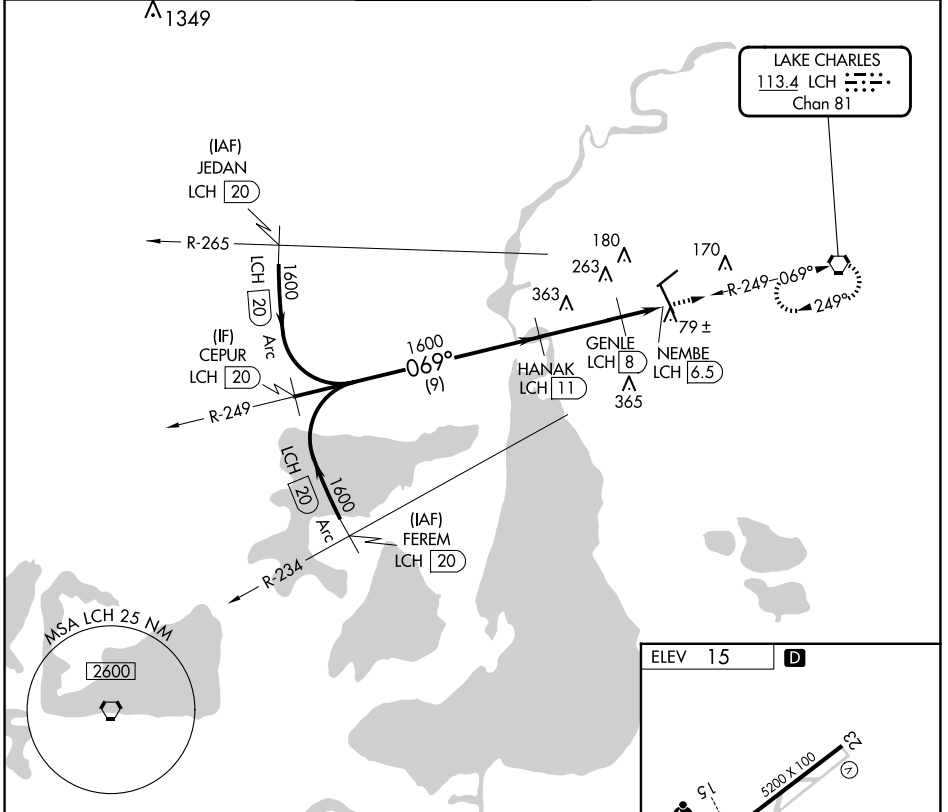 1349
LAKE CHARLES
113.4 LCH
Chan 81
(IAF)
JEDAN
LCH 20
R-265
1600
LCH 20 Arc
180
263
170
363
R-249
069°
249°
79 ±
(IF)
CEPUR
LCH 20
1600
069°
(9)
GENLE
LCH 8
NEMBE
LCH 6.5
HANAK
LCH 11
365
R-249
LCH 20 Arc
1600
(IAF)
FEREM
LCH 20
R-234
MSA LCH 25 NM
2600
ELEV 15 D
23
5200 X 100
15
V